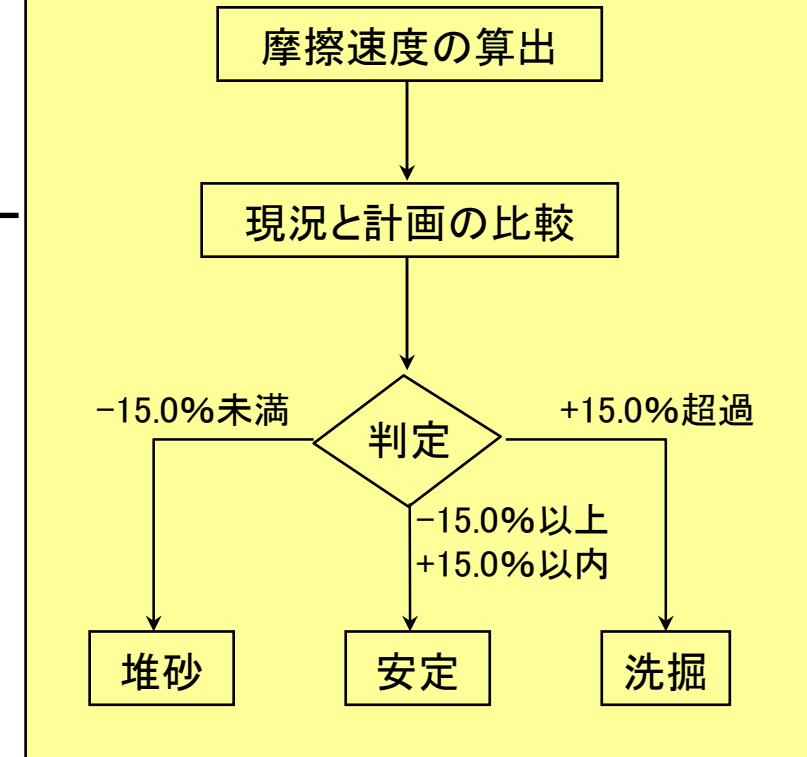 摩擦速度の算出
現況と計画の比較
-15.0%未満
+15.0%超過
判定
-15.0%以上
+15.0%以内
堆砂
安定
洗掘